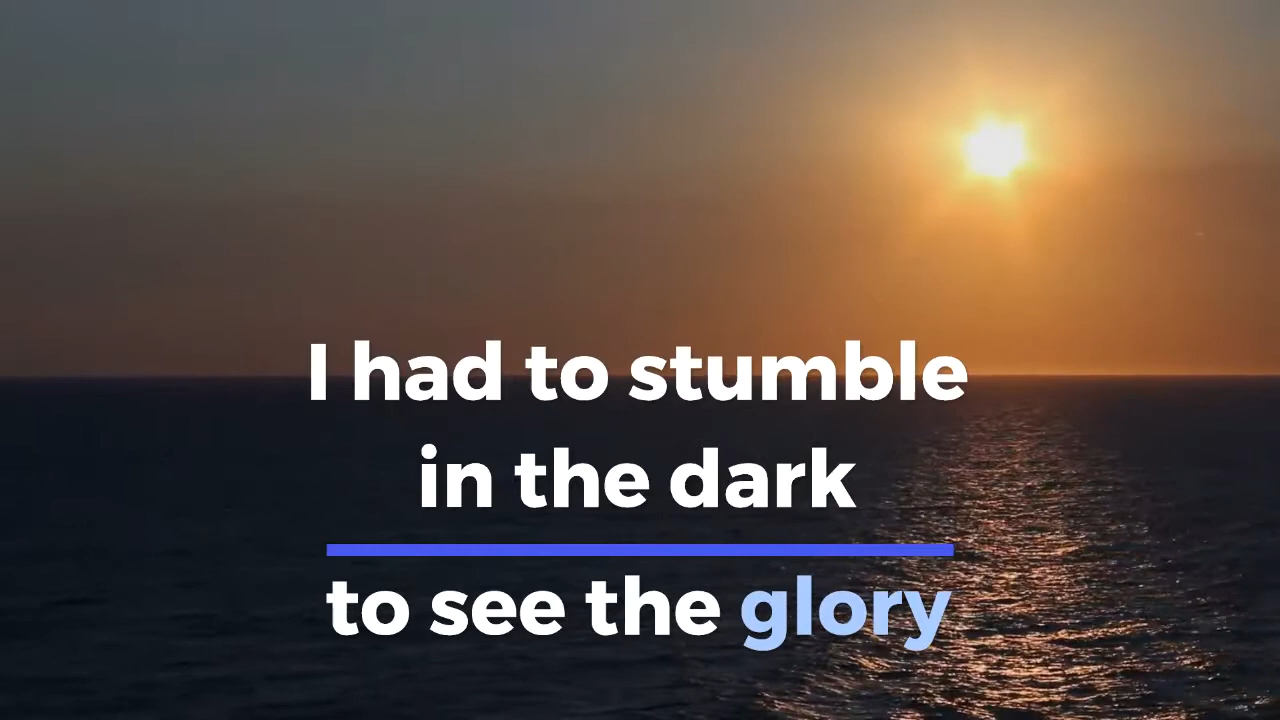 I had to stumble
in the dark
to see the glory